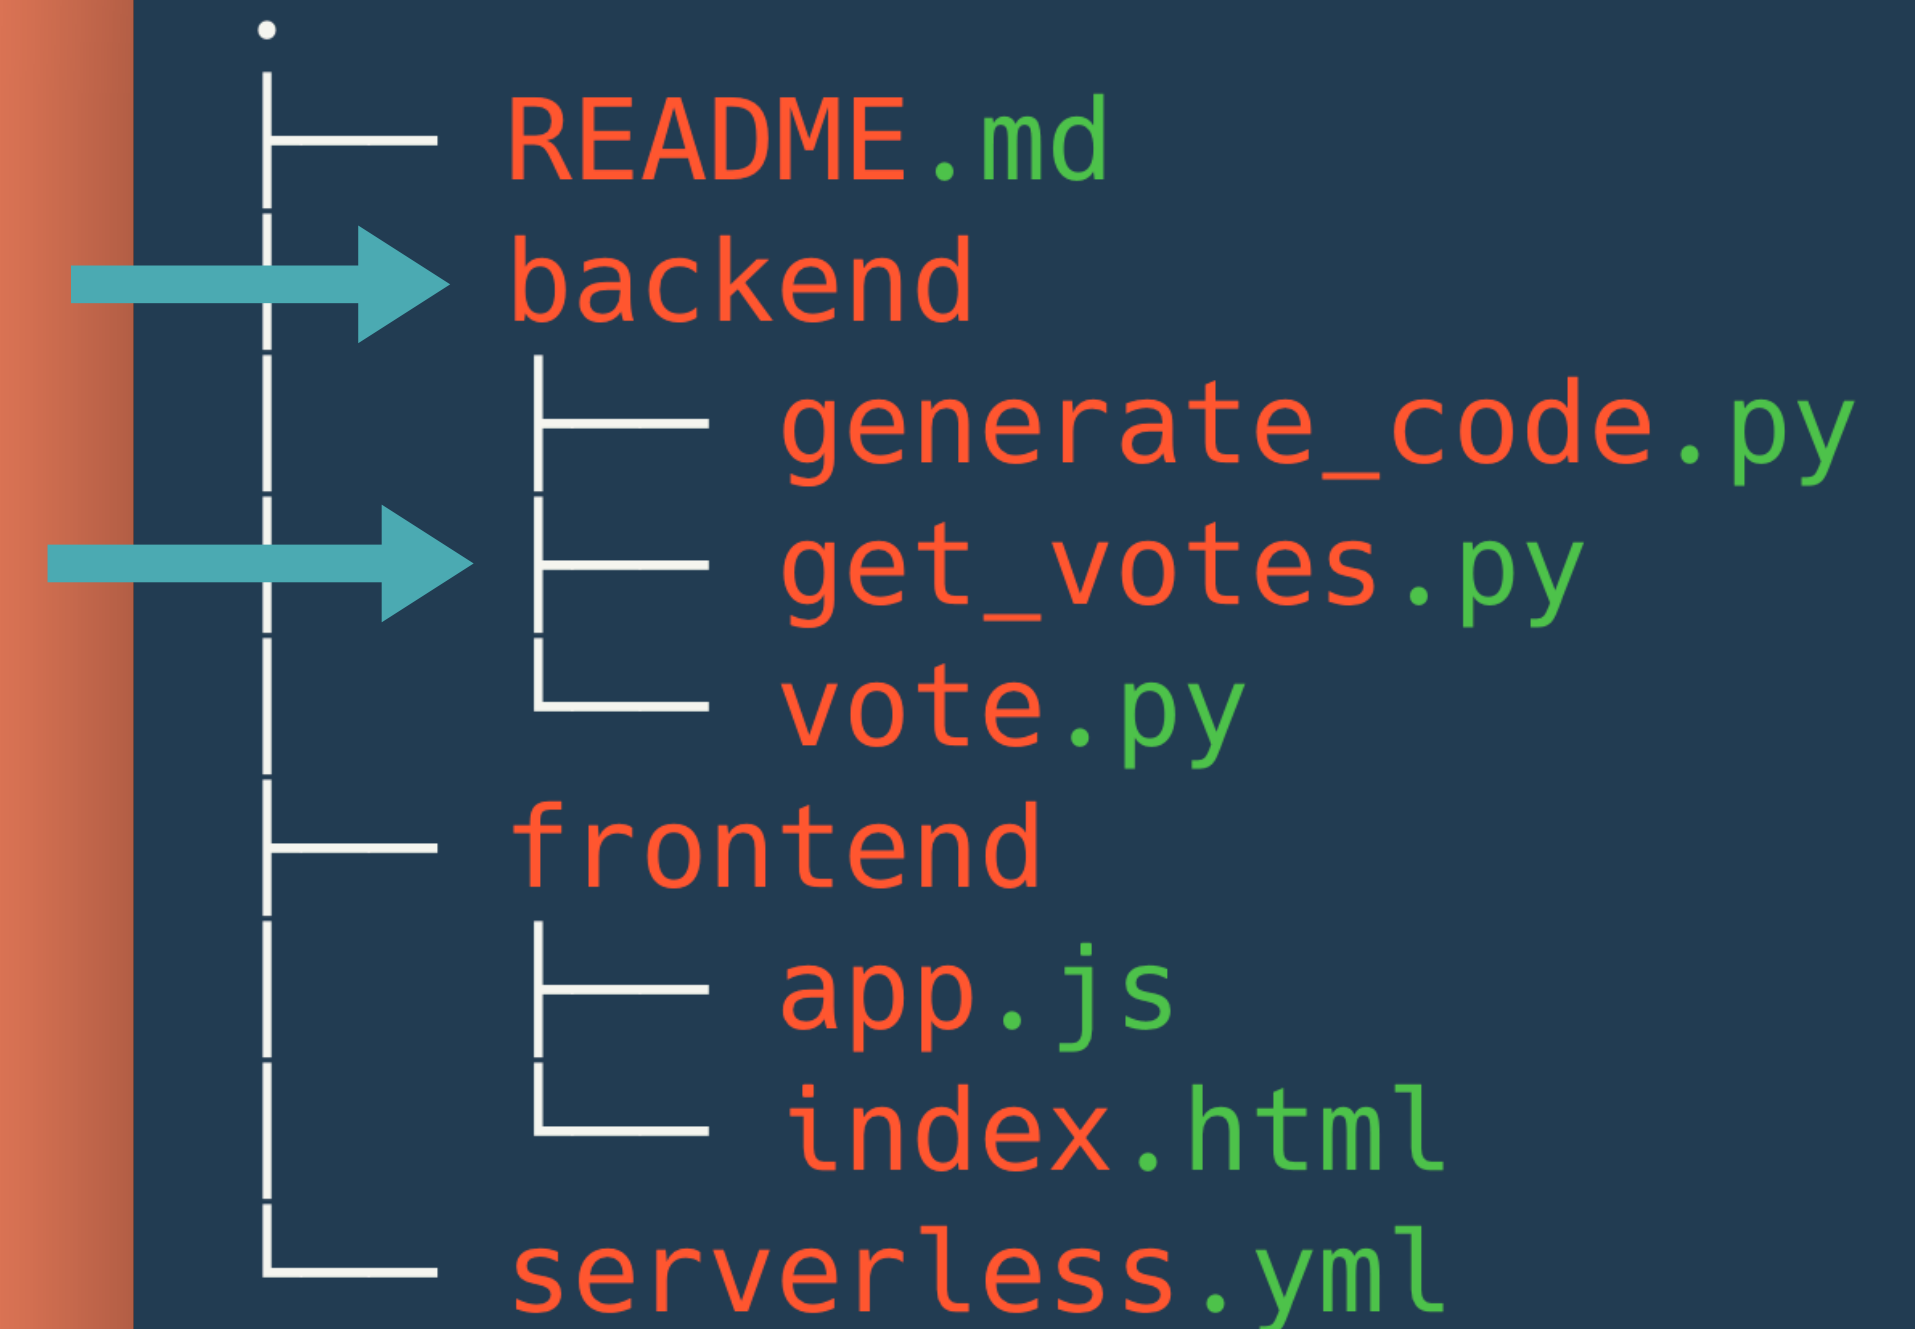 .
README.md
backend
generate_code.py
get_votes.py
vote.py
frontend
app.js
index.html
serverless.yml